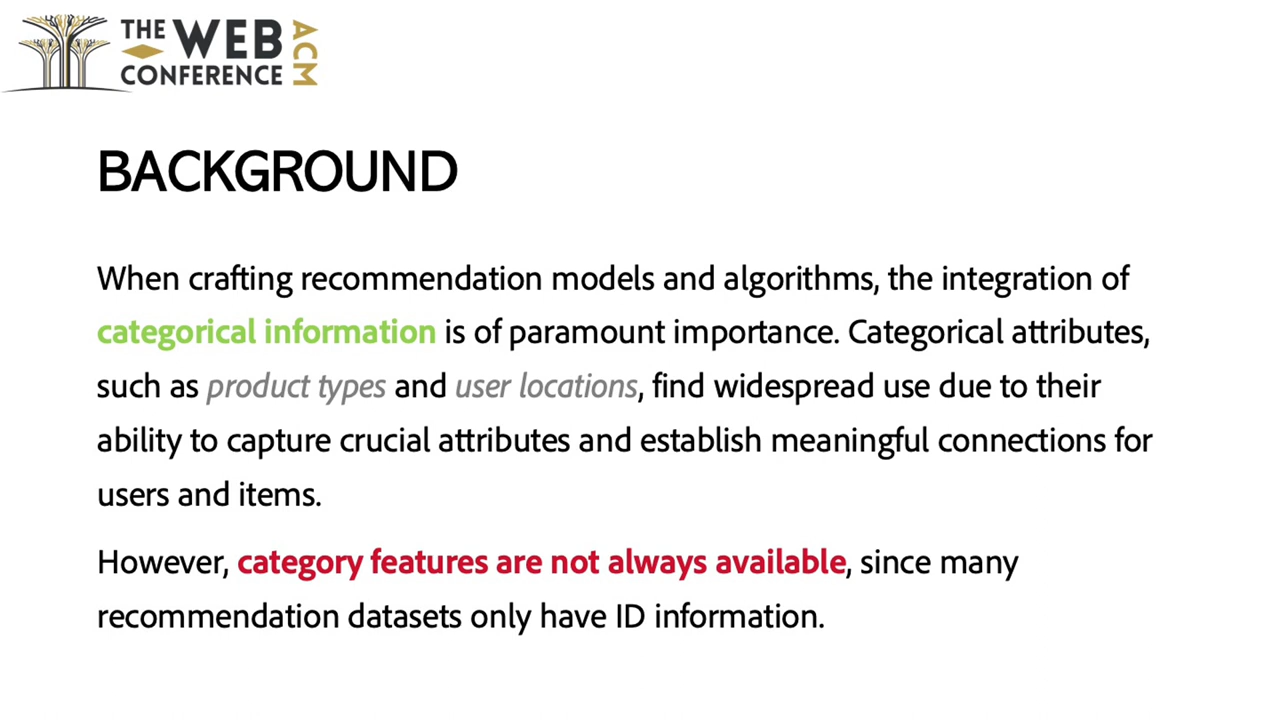 THE WEB CONFERENCE ACM
BACKGROUND
When crafting recommendation models and algorithms, the integration of
categorical information is of paramount importance. Categorical attributes,
such as product types and user locations, find widespread use due to their
ability to capture crucial attributes and establish meaningful connections for
users and items.
However, category features are not always available, since many
recommendation datasets only have ID information.